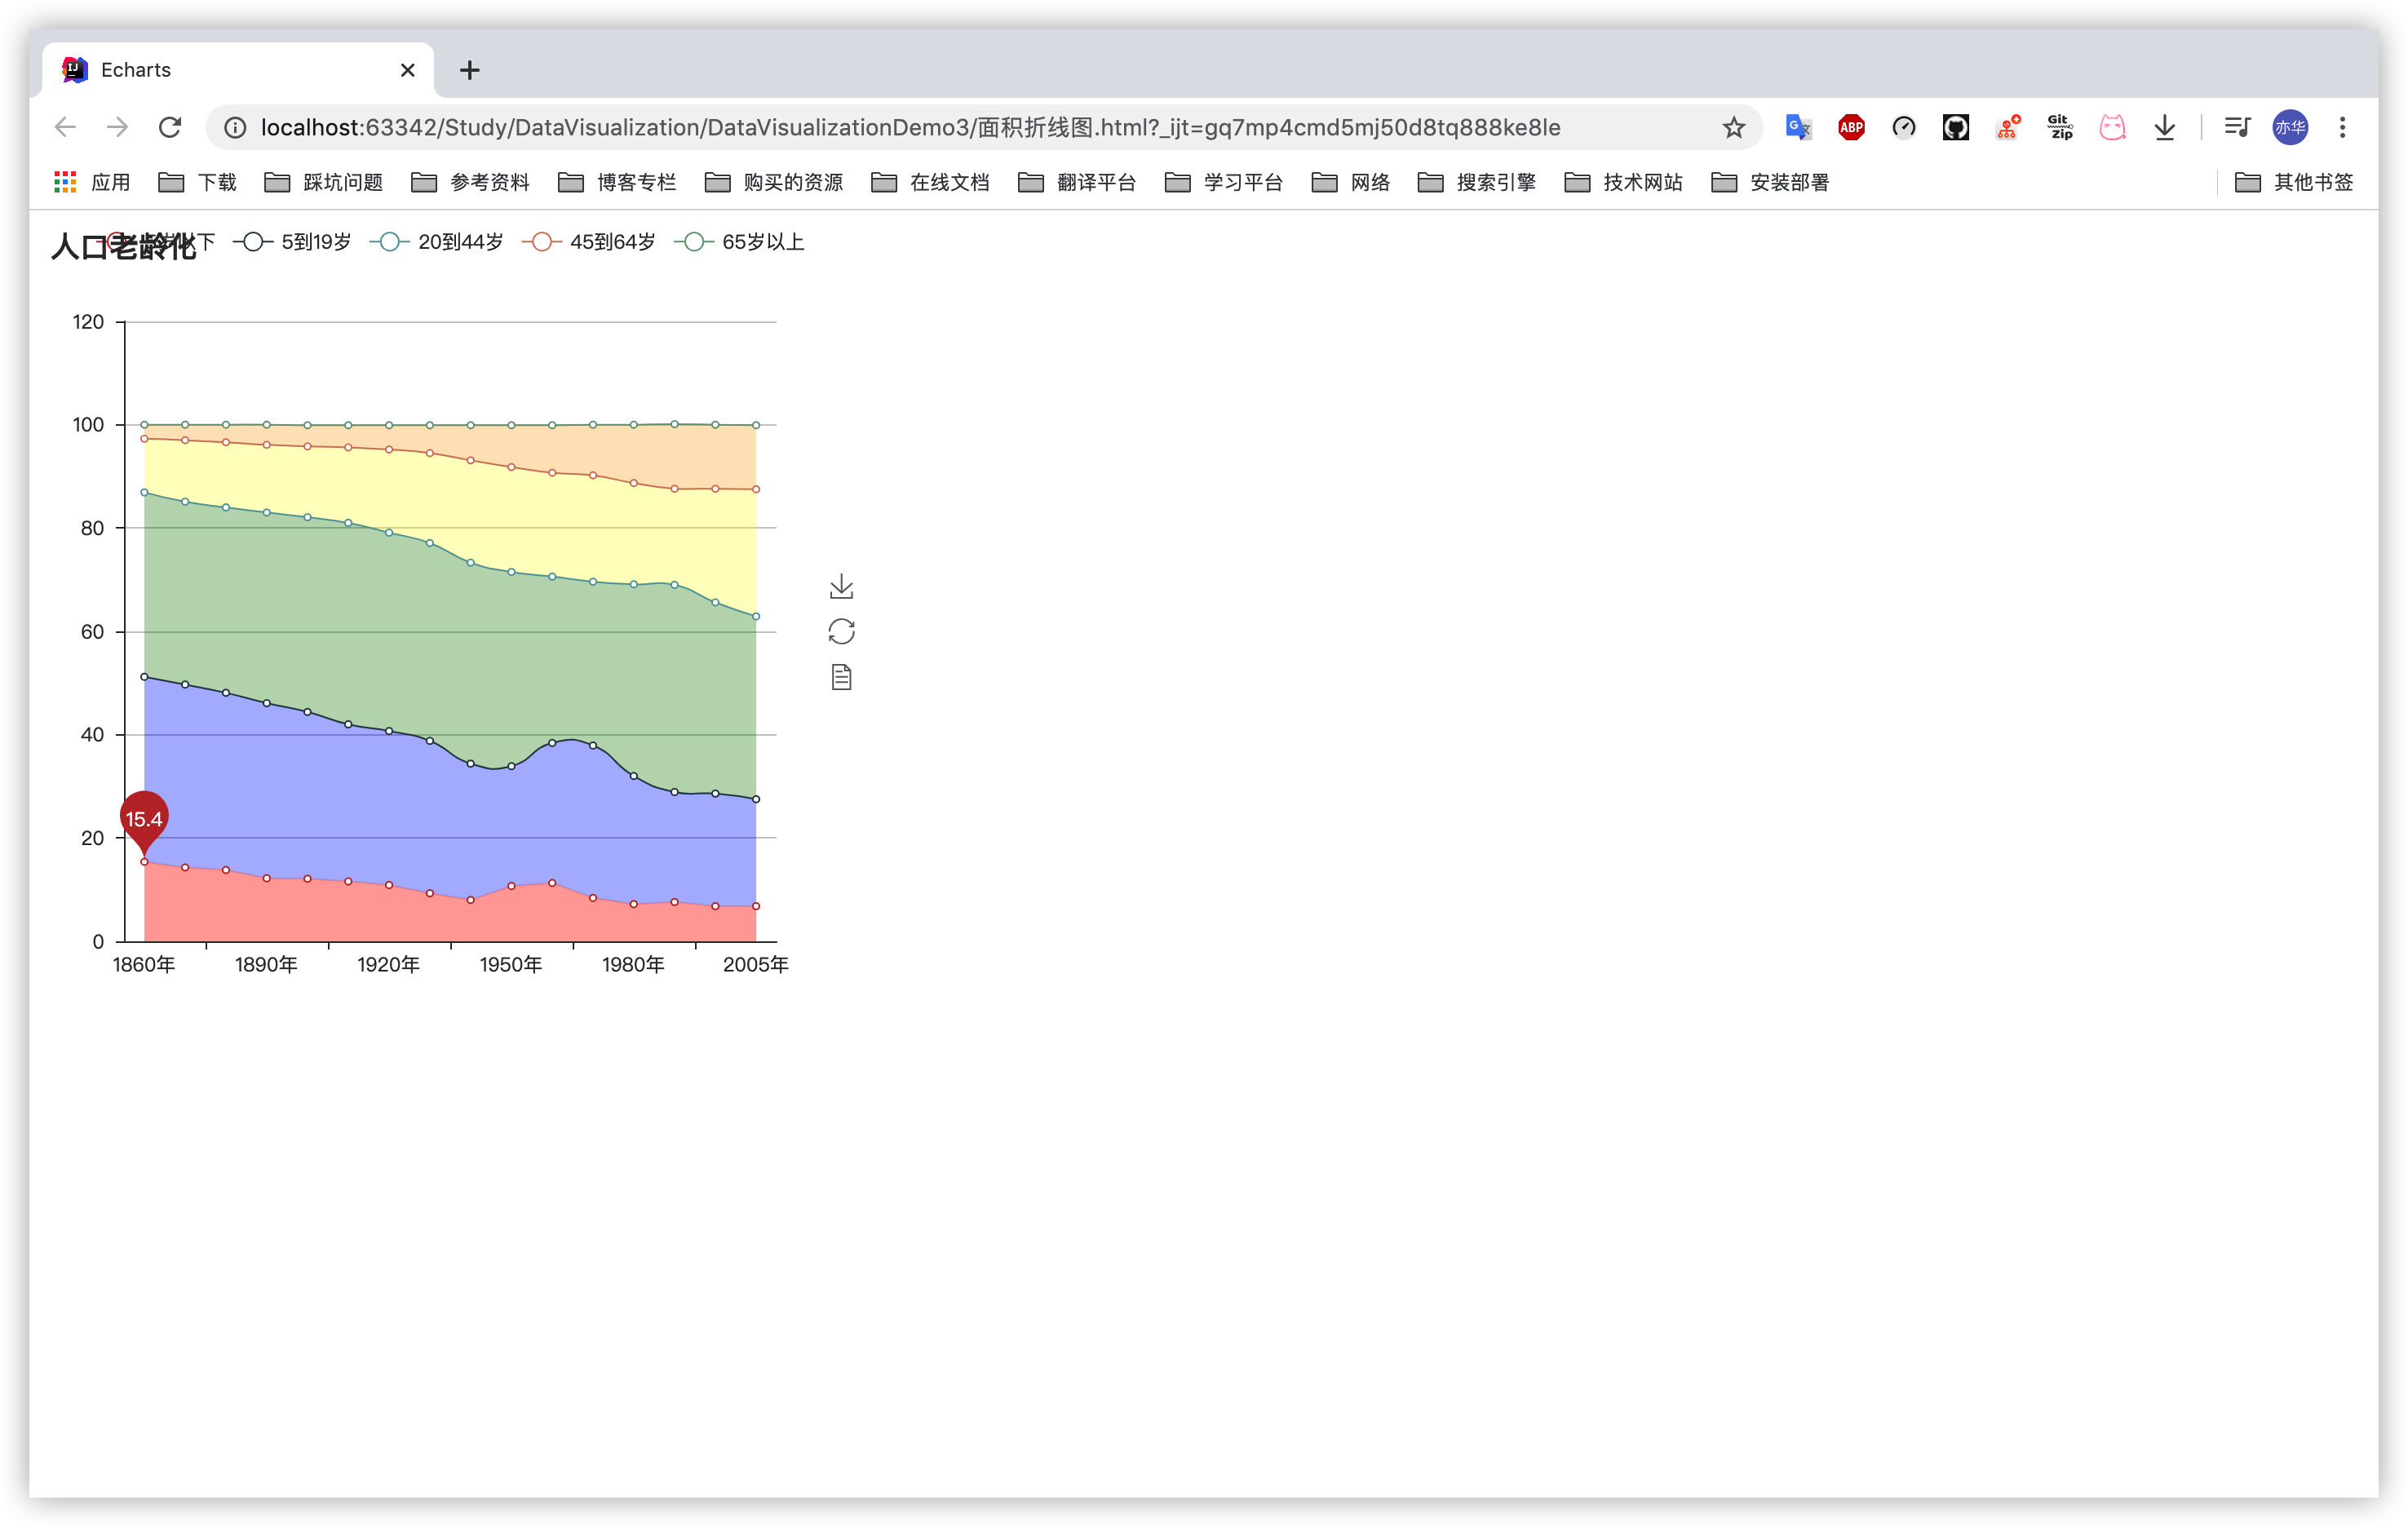 Echarts
localhost:63342/Study/DataVisualization/DataVisualizationDemo3/面积折线图.html?_ijt=gq7mp4cmd5mj50d8tq888ke8le
G 文 ABP Git Zip 亦华
应用 下载 踩坑问题 参考资料 博客专栏 购买的资源 在线文档 翻译平台 学习平台 网络 搜索引擎 技术网站 安装部署 其他书签
人口老龄化 以下 5到19岁 20到44岁 45到64岁 65岁以上
120
100
80
60
40
15.4
20
0
1860年 1890年 1920年 1950年 1980年 2005年